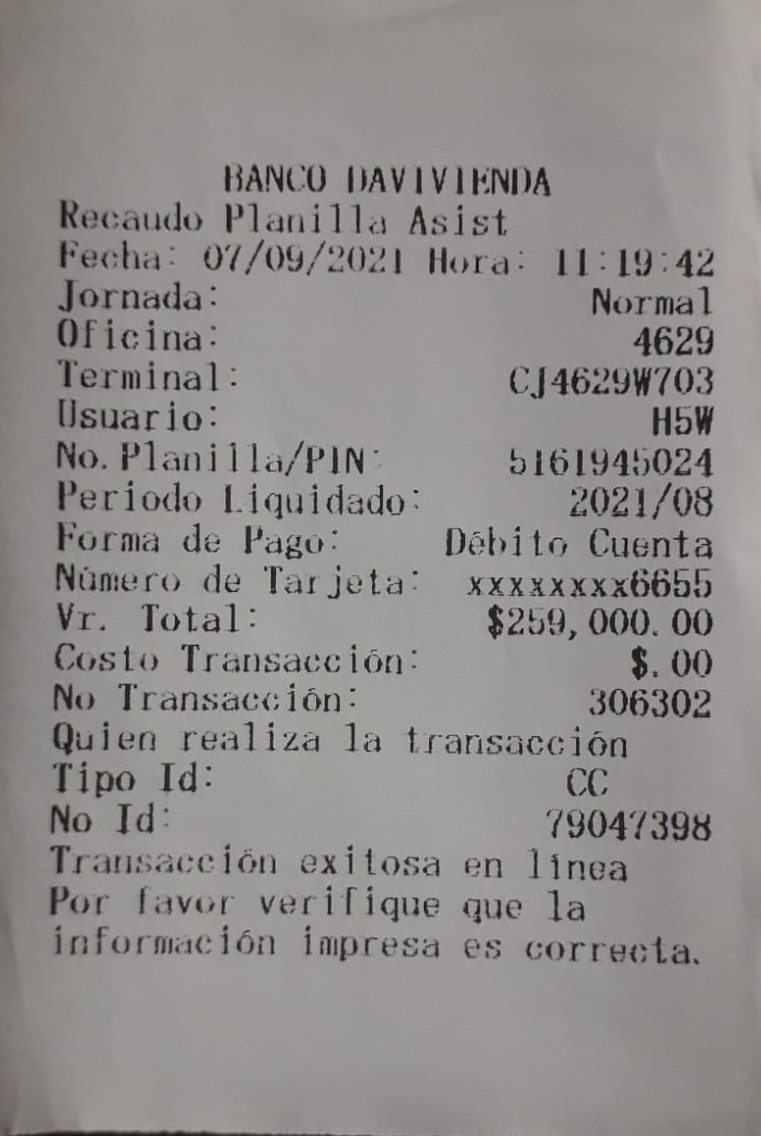 BANCO DAVIVIENDA
Recaudo Planilla Asist
Fecha: 07/09/2021 Hora: 11:19:42
Jornada: Normal
Oficina: 4629
Terminal: CJ4629W703
Usuario: H5W
No. Planilla/PIN: 5161945024
Periodo Liquidado: 2021/08
Forma de Pago: Débito Cuenta
Número de Tarjeta: xxxxxxxx6655
Vr. Total: $259,000.00
Costo Transacción: $.00
No Transacción: 306302
Quien realiza la transacción
Tipo Id: CC
No Id: 79047398
Transacción exitosa en línea
Por favor verifique que la
información impresa es correcta.